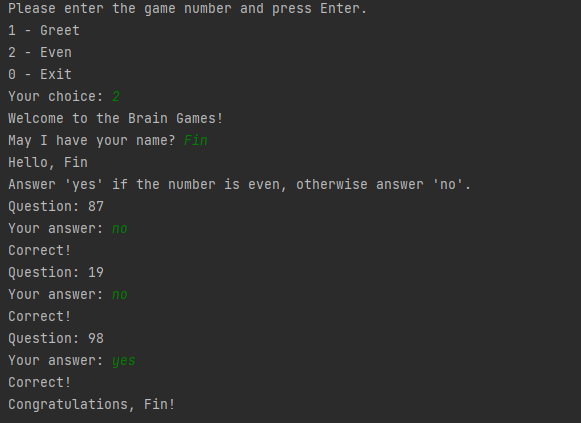 Please enter the game number and press Enter.
1 - Greet
2 - Even
0 - Exit
Your choice: 2
Welcome to the Brain Games!
May I have your name? Fin
Hello, Fin
Answer 'yes' if the number is even, otherwise answer 'no'.
Question: 87
Your answer: no
Correct!
Question: 19
Your answer: no
Correct!
Question: 98
Your answer: yes
Correct!
Congratulations, Fin!